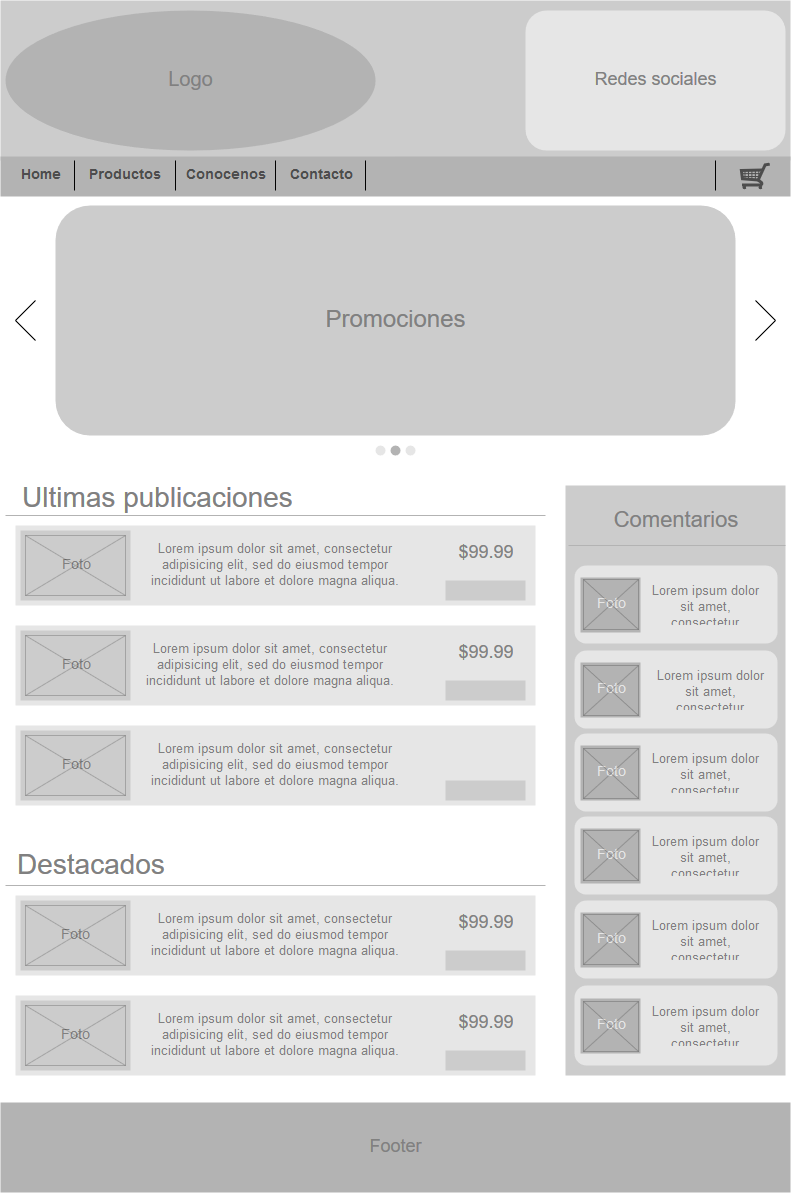 Logo
Redes sociales
Home
Productos
Conocenos
Contacto
Promociones
Ultimas publicaciones
Foto
Lorem ipsum dolor sit amet, consectetur
adipisicing elit, sed do eiusmod tempor
incididunt ut labore et dolore magna aliqua.
$99.99
Foto
Lorem ipsum dolor sit amet, consectetur
adipisicing elit, sed do eiusmod tempor
incididunt ut labore et dolore magna aliqua.
$99.99
Foto
Lorem ipsum dolor sit amet, consectetur
adipisicing elit, sed do eiusmod tempor
incididunt ut labore et dolore magna aliqua.
Destacados
Foto
Lorem ipsum dolor sit amet, consectetur
adipisicing elit, sed do eiusmod tempor
incididunt ut labore et dolore magna aliqua.
$99.99
Foto
Lorem ipsum dolor sit amet, consectetur
adipisicing elit, sed do eiusmod tempor
incididunt ut labore et dolore magna aliqua.
$99.99
Comentarios
Foto
Lorem ipsum dolor
sit amet,
consectetur
Foto
Lorem ipsum dolor
sit amet,
consectetur
Foto
Lorem ipsum dolor
sit amet,
consectetur
Foto
Lorem ipsum dolor
sit amet,
consectetur
Foto
Lorem ipsum dolor
sit amet,
consectetur
Foto
Lorem ipsum dolor
sit amet,
consectetur
Footer